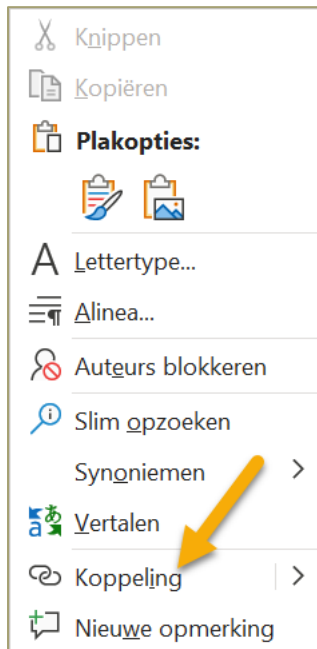 Knippen
Kopiëren
Plakopties:
Lettertype...
Alinea...
Auteurs blokkeren
Slim opzoeken
Synoniemen
Vertalen
Koppeling
Nieuwe opmerking